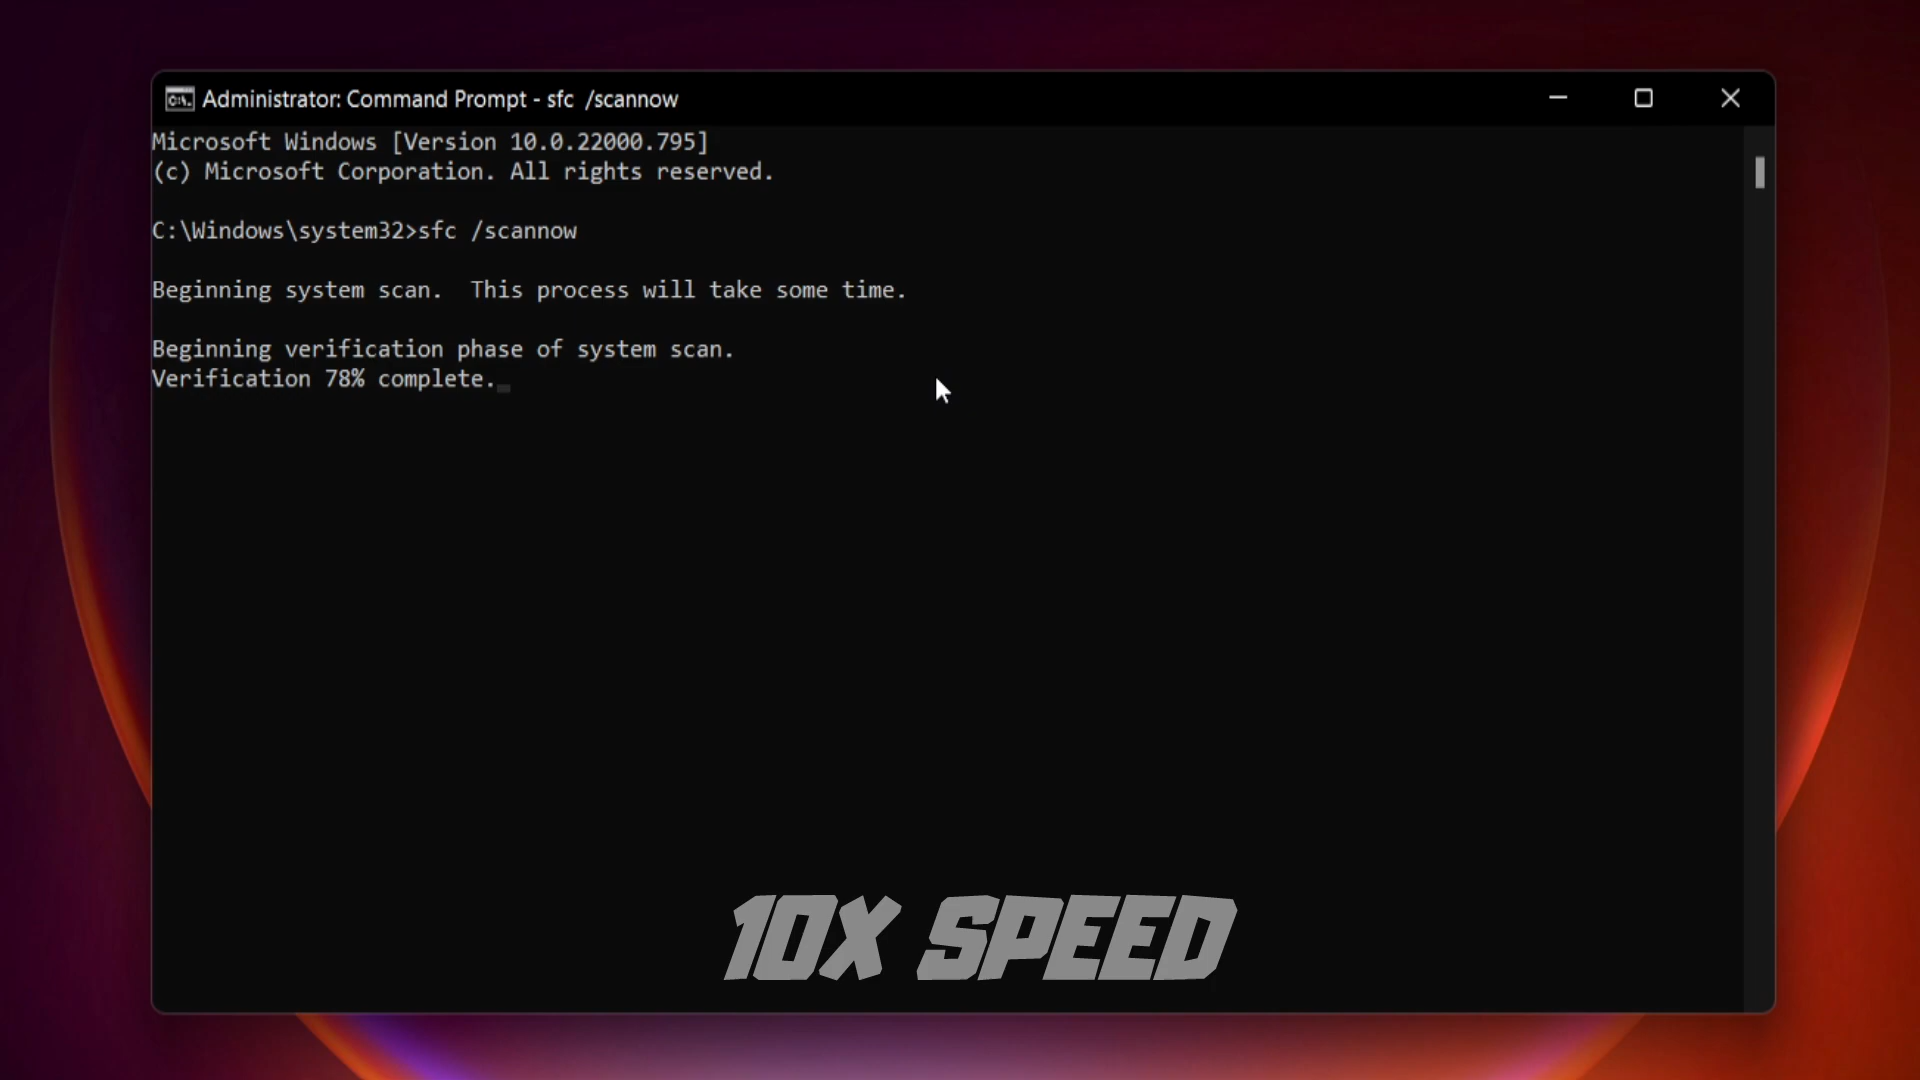 Administrator: Command Prompt - sfc  /scannow
Microsoft Windows [Version 10.0.22000.795]
(c) Microsoft Corporation. All rights reserved.
C:\Windows\system32>sfc /scannow
Beginning system scan.  This process will take some time.
Beginning verification phase of system scan.
Verification 78% complete.
10X SPEED